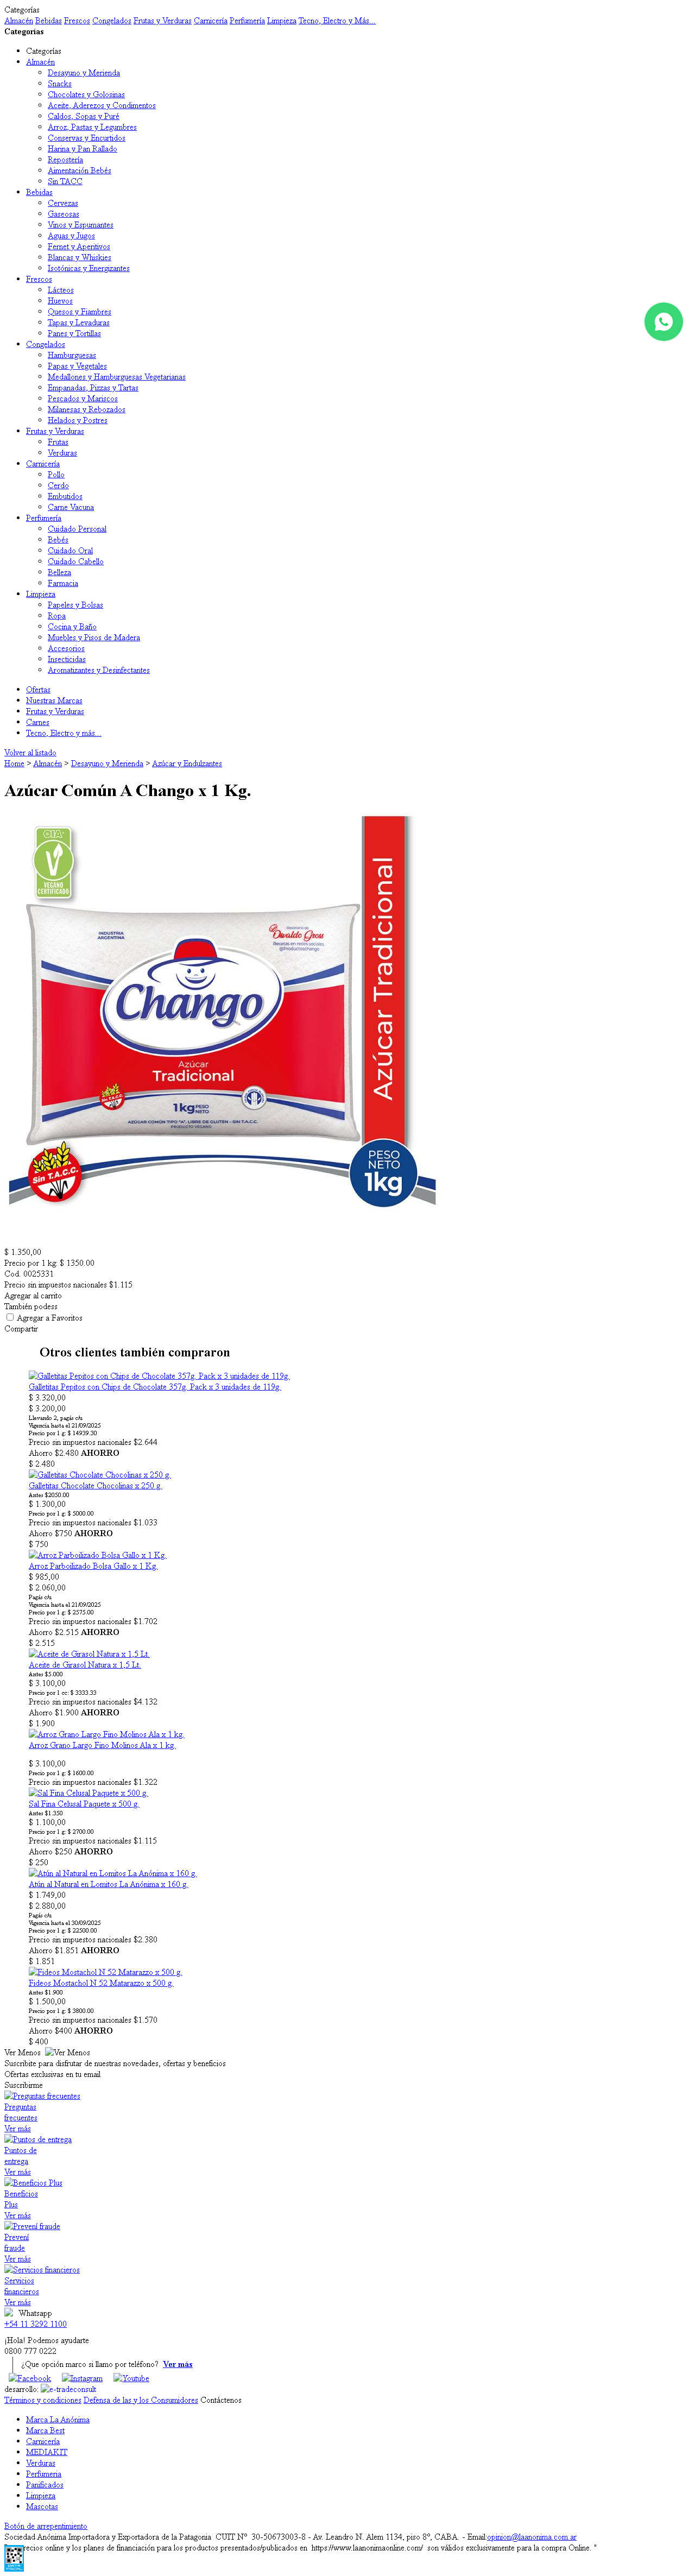 Categorías
Almacén Bebidas Frescos Congelados Frutas y Verduras Carnicería Perfumería Limpieza Tecno, Electro y Más...
Categorias
Categorías
Almacén
Desayuno y Merienda
Snacks
Chocolates y Golosinas
Aceite, Aderezos y Condimentos
Caldos, Sopas y Puré
Arroz, Pastas y Legumbres
Conservas y Encurtidos
Harina y Pan Rallado
Repostería
Aimentación Bebés
Sin TACC
Bebidas
Cervezas
Gaseosas
Vinos y Espumantes
Aguas y Jugos
Fernet y Aperitivos
Blancas y Whiskies
Isotónicas y Energizantes
Frescos
Lácteos
Huevos
Quesos y Fiambres
Tapas y Levaduras
Panes y Tortillas
Congelados
Hamburguesas
Papas y Vegetales
Medallones y Hamburguesas Vegetarianas
Empanadas, Pizzas y Tartas
Pescados y Mariscos
Milanesas y Rebozados
Helados y Postres
Frutas y Verduras
Frutas
Verduras
Carnicería
Pollo
Cerdo
Embutidos
Carne Vacuna
Perfumería
Cuidado Personal
Bebés
Cuidado Oral
Cuidado Cabello
Belleza
Farmacia
Limpieza
Papeles y Bolsas
Ropa
Cocina y Baño
Muebles y Pisos de Madera
Accesorios
Insecticidas
Aromatizantes y Desinfectantes
Ofertas
Nuestras Marcas
Frutas y Verduras
Carnes
Tecno, Electro y más...
Volver al listado
Home > Almacén > Desayuno y Merienda > Azúcar y Endulzantes
Azúcar Común A Chango x 1 Kg.
OIA
VEGANO
CERTIFICADO
INDUSTRIA
ARGENTINA
Osvaldo Gross
Recetas en redes sociales
@Productoschango
Chango
Azúcar
Tradicional
1kg PESO NETO
AZÚCAR COMÚN TIPO "A". LIBRE DE GLUTEN - SIN T.A.C.C.
PRODUCTO VEGANO
Azúcar Tradicional
Sin T.A.C.C.
PESO
NETO
1kg
$ 1.350,00
Precio por 1 kg: $ 1350.00
Cod. 0025331
Precio sin impuestos nacionales $1.115
Agregar al carrito
También podess
Agregar a Favoritos
Compartir
Otros clientes también compraron
Galletitas Pepitos con Chips de Chocolate 357g. Pack x 3 unidades de 119g.
Galletitas Pepitos con Chips de Chocolate 357g. Pack x 3 unidades de 119g.
$ 3.320,00
$ 3.200,00
Llevando 2, pagás c/u
Vigencia hasta el 21/09/2025
Precio por 1 g: $ 14939.30
Precio sin impuestos nacionales $2.644
Ahorro $2.480 AHORRO
$ 2.480
Galletitas Chocolate Chocolinas x 250 g.
Galletitas Chocolate Chocolinas x 250 g.
Antes $2050.00
$ 1.300,00
Precio por 1 g: $ 5000.00
Precio sin impuestos nacionales $1.033
Ahorro $750 AHORRO
$ 750
Arroz Parboilizado Bolsa Gallo x 1 Kg.
Arroz Parboilizado Bolsa Gallo x 1 Kg.
$ 985,00
$ 2.060,00
Pagás c/u
Vigencia hasta el 21/09/2025
Precio por 1 g: $ 2575.00
Precio sin impuestos nacionales $1.702
Ahorro $2.515 AHORRO
$ 2.515
Aceite de Girasol Natura x 1,5 Lt.
Aceite de Girasol Natura x 1,5 Lt.
Antes $5.000
$ 3.100,00
Precio por 1 cc: $ 3333.33
Precio sin impuestos nacionales $4.132
Ahorro $1.900 AHORRO
$ 1.900
Arroz Grano Largo Fino Molinos Ala x 1 kg.
Arroz Grano Largo Fino Molinos Ala x 1 kg.
$ 3.100,00
Precio por 1 g: $ 1600.00
Precio sin impuestos nacionales $1.322
Sal Fina Celusal Paquete x 500 g.
Sal Fina Celusal Paquete x 500 g.
Antes $1.350
$ 1.100,00
Precio por 1 g: $ 2700.00
Precio sin impuestos nacionales $1.115
Ahorro $250 AHORRO
$ 250
Atún al Natural en Lomitos La Anónima x 160 g.
Atún al Natural en Lomitos La Anónima x 160 g.
$ 1.749,00
$ 2.880,00
Pagás c/u
Vigencia hasta el 30/09/2025
Precio por 1 g: $ 22500.00
Precio sin impuestos nacionales $2.380
Ahorro $1.851 AHORRO
$ 1.851
Fideos Mostachol N 52 Matarazzo x 500 g.
Fideos Mostachol N 52 Matarazzo x 500 g.
Antes $1.900
$ 1.500,00
Precio por 1 g: $ 3800.00
Precio sin impuestos nacionales $1.570
Ahorro $400 AHORRO
$ 400
Ver Menos Ver Menos
Suscribite para disfrutar de nuestras novedades, ofertas y beneficios
Ofertas exclusivas en tu email
Suscribirme
Preguntas frecuentes
Preguntas
frecuentes
Ver más
Puntos de entrega
Puntos de
entrega
Ver más
Beneficios Plus
Beneficios
Plus
Ver más
Prevení fraude
Prevení
fraude
Ver más
Servicios financieros
Servicios
financieros
Ver más
Whatsapp
+54 11 3292 1100
¡Hola! Podemos ayudarte
0800 777 0222
¿Que opción marco si llamo por teléfono? Ver más
Facebook Instagram Youtube
desarrollo: e-tradeconsult
Términos y condiciones Defensa de las y los Consumidores Contáctenos
Marca La Anónima
Marca Best
Carnicería
MEDIAKIT
Verduras
Perfumeria
Panificados
Limpieza
Mascotas
Botón de arrepentimiento
Sociedad Anónima Importadora y Exportadora de la Patagonia CUIT Nº 30-50673003-8 - Av. Leandro N. Alem 1134, piso 8º, CABA. - Email:opinion@laanonima.com.ar
precios online y los planes de financiación para los productos presentados/publicados en https://www.laanonimaonline.com/ son válidos exclusivamente para la compra Online. "